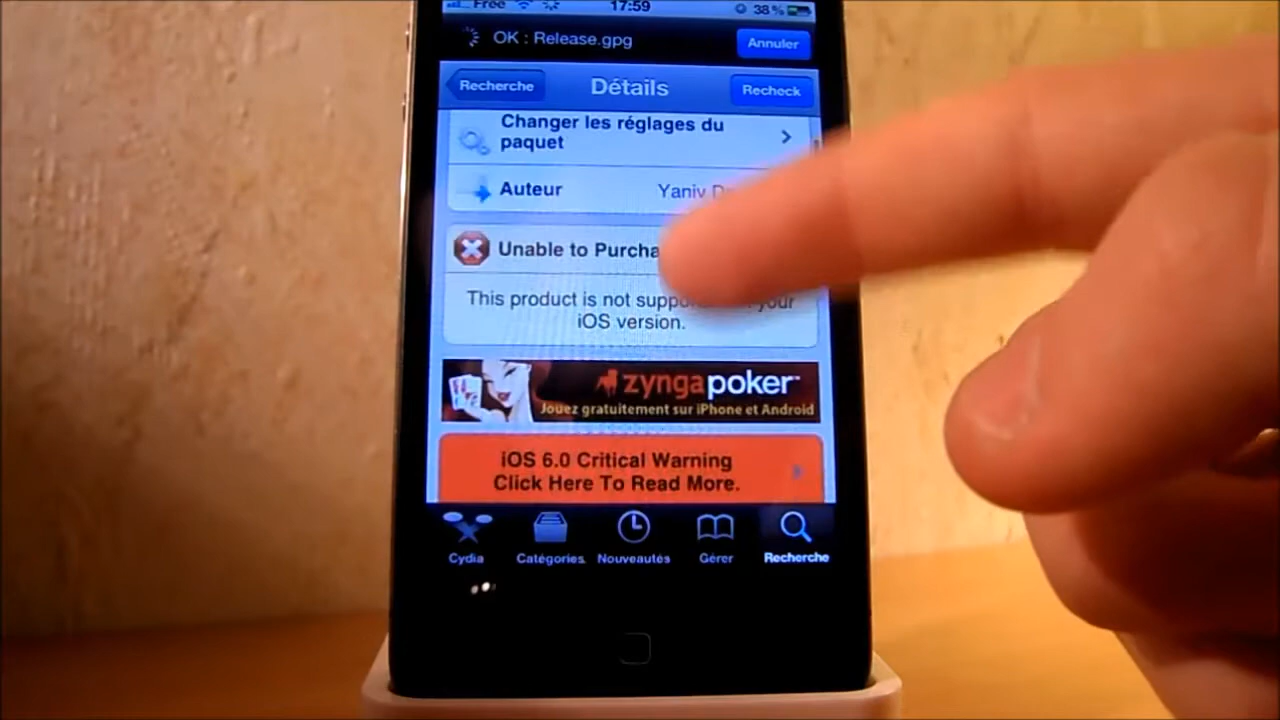 Free 17:59 38 %
OK : Release.gpg Annuler
Recherche Détails Recheck
Changer les réglages du
paquet
Auteur Yaniv
Unable to
This product is not your
iOS version.
zyngapoker
Jouez gratuitement sur iPhone et Android
iOS 6.0 Critical Warning
Click Here To Read More.
Cydia Catégories Nouveautés Gérer Recherche